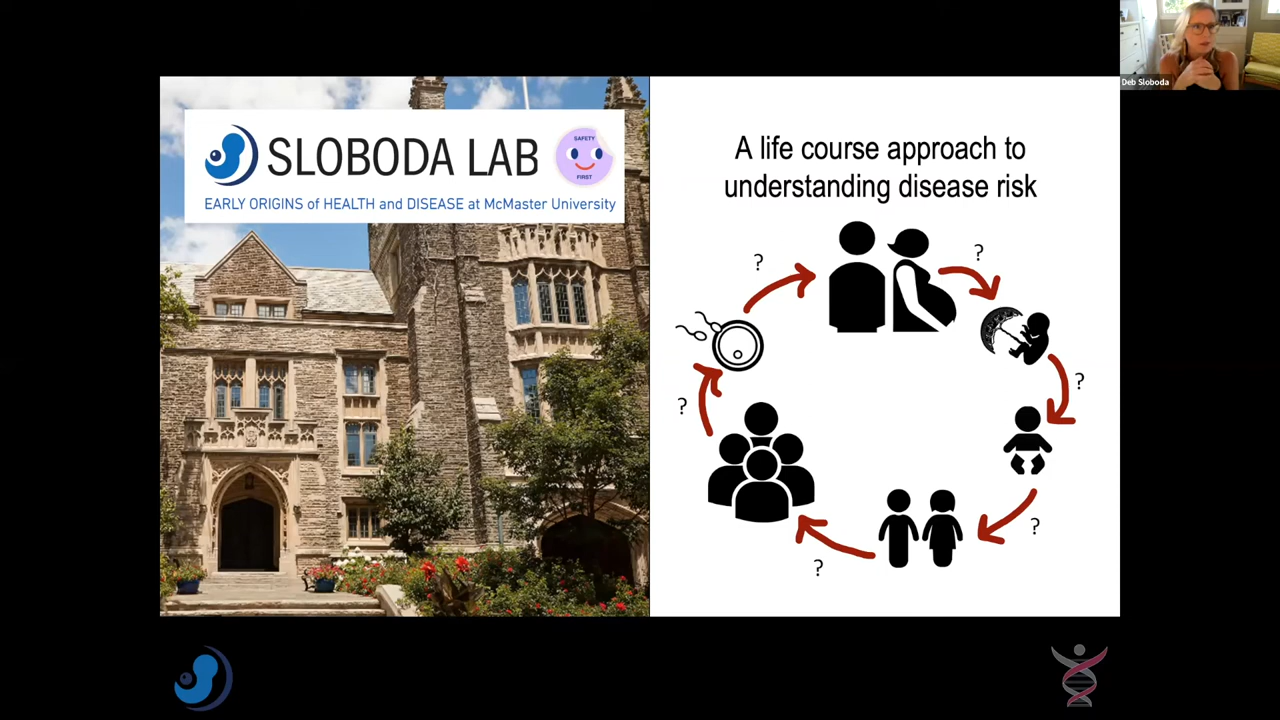 Deb Sloboda
SLOBODA LAB
SAFETY
FIRST
EARLY ORIGINS of HEALTH and DISEASE at McMaster University
A life course approach to
understanding disease risk
?
?
?
?
?
?